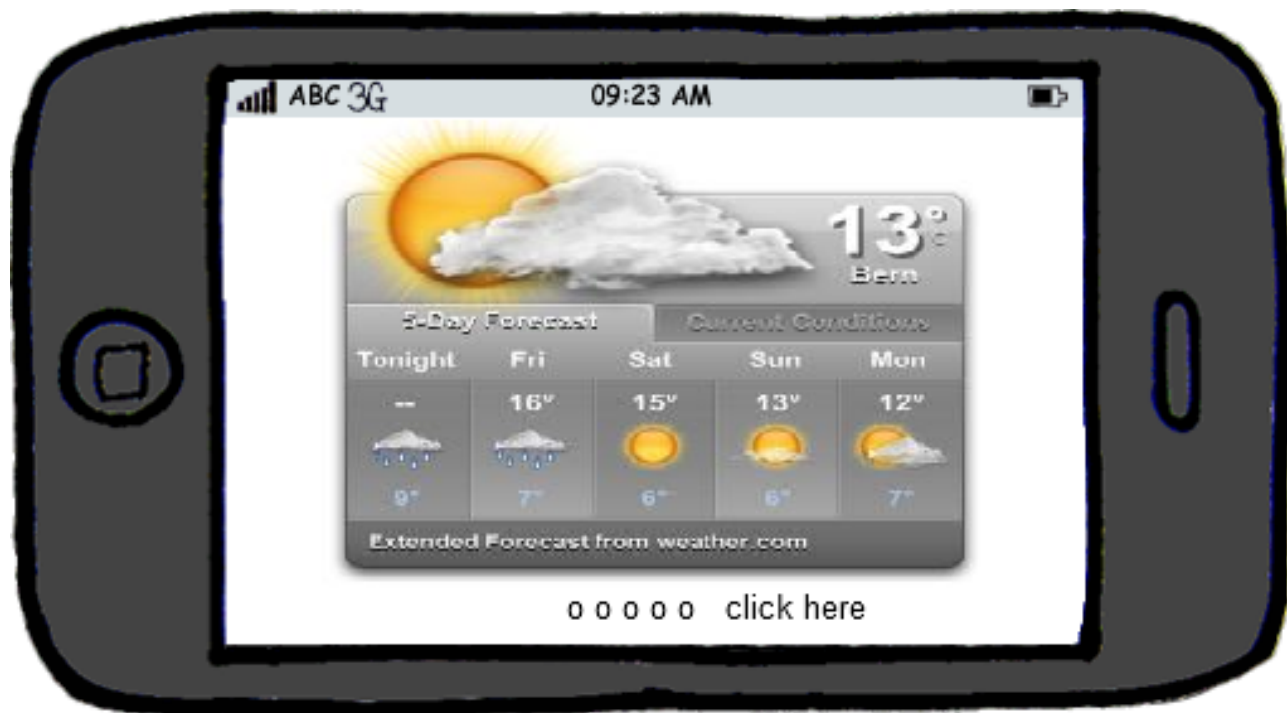 ABC 3G 09:23 AM
13° C
Bern
5-Day Forecast Current Conditions
Tonight Fri Sat Sun Mon
-- 16° 15° 13° 12°
9° 7° 6° 6° 7°
Extended Forecast from weather.com
o o o o o click here